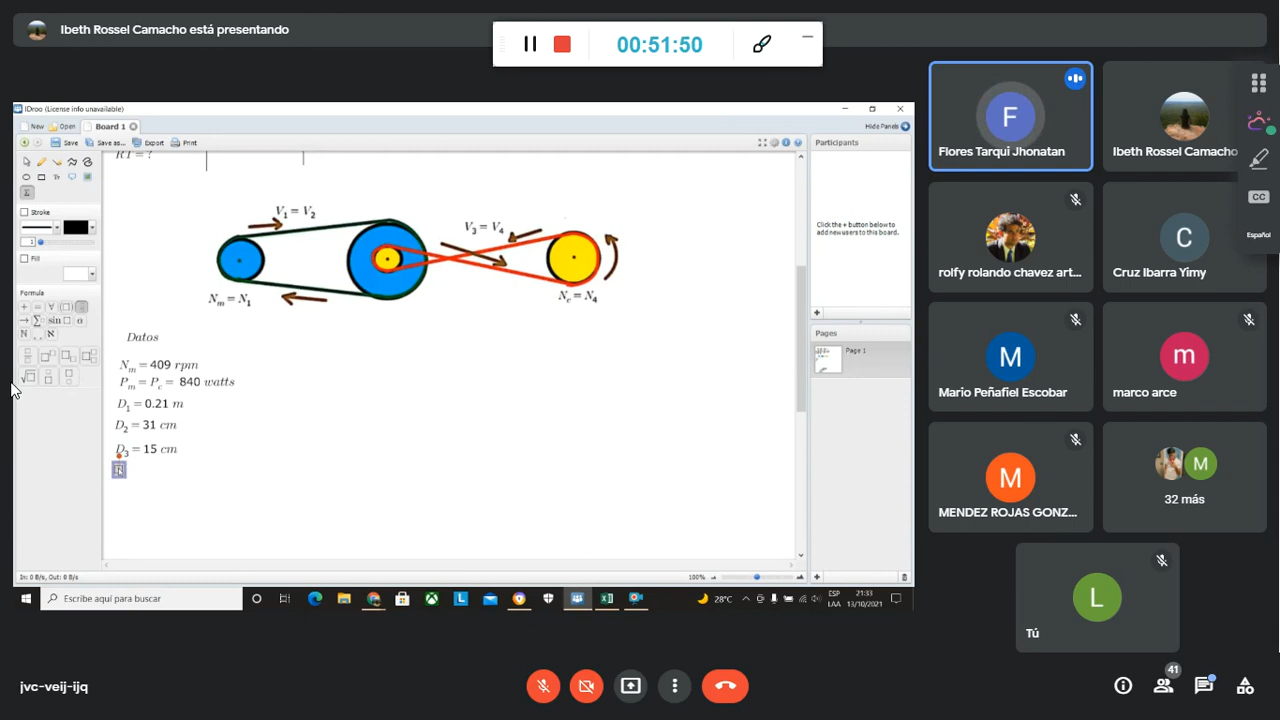 Ibeth Rossel Camacho está presentando
00:51:50
IDroo (License info unavailable)
New Open Board 1
Hide Panels
Save Save as... Export Print
Participants
RT = ?
Click the + button below to
add new users to this board.
Stroke
1
Fill
Formula
V₁ = V₂
V₃ = V₄
Nₘ = N₁
N_c = N₄
Datos
Nₘ = 409 rpm
Pₘ = P_c = 840 watts
D₁ = 0.21 m
D₂ = 31 cm
D₃ = 15 cm
Pages
Page 1
In: 0 B/s, Out: 0 B/s
100%
Escribe aquí para buscar
28°C
ESP
LAA
21:33
13/10/2021
F
Flores Tarqui Jhonatan
Ibeth Rossel Camacho
rolfy rolando chavez art...
C
Cruz Ibarra Yimy
M
Mario Peñafiel Escobar
m
marco arce
M
MENDEZ ROJAS GONZ...
M
32 más
L
Tú
CC
Español
jvc-veij-ijq
41